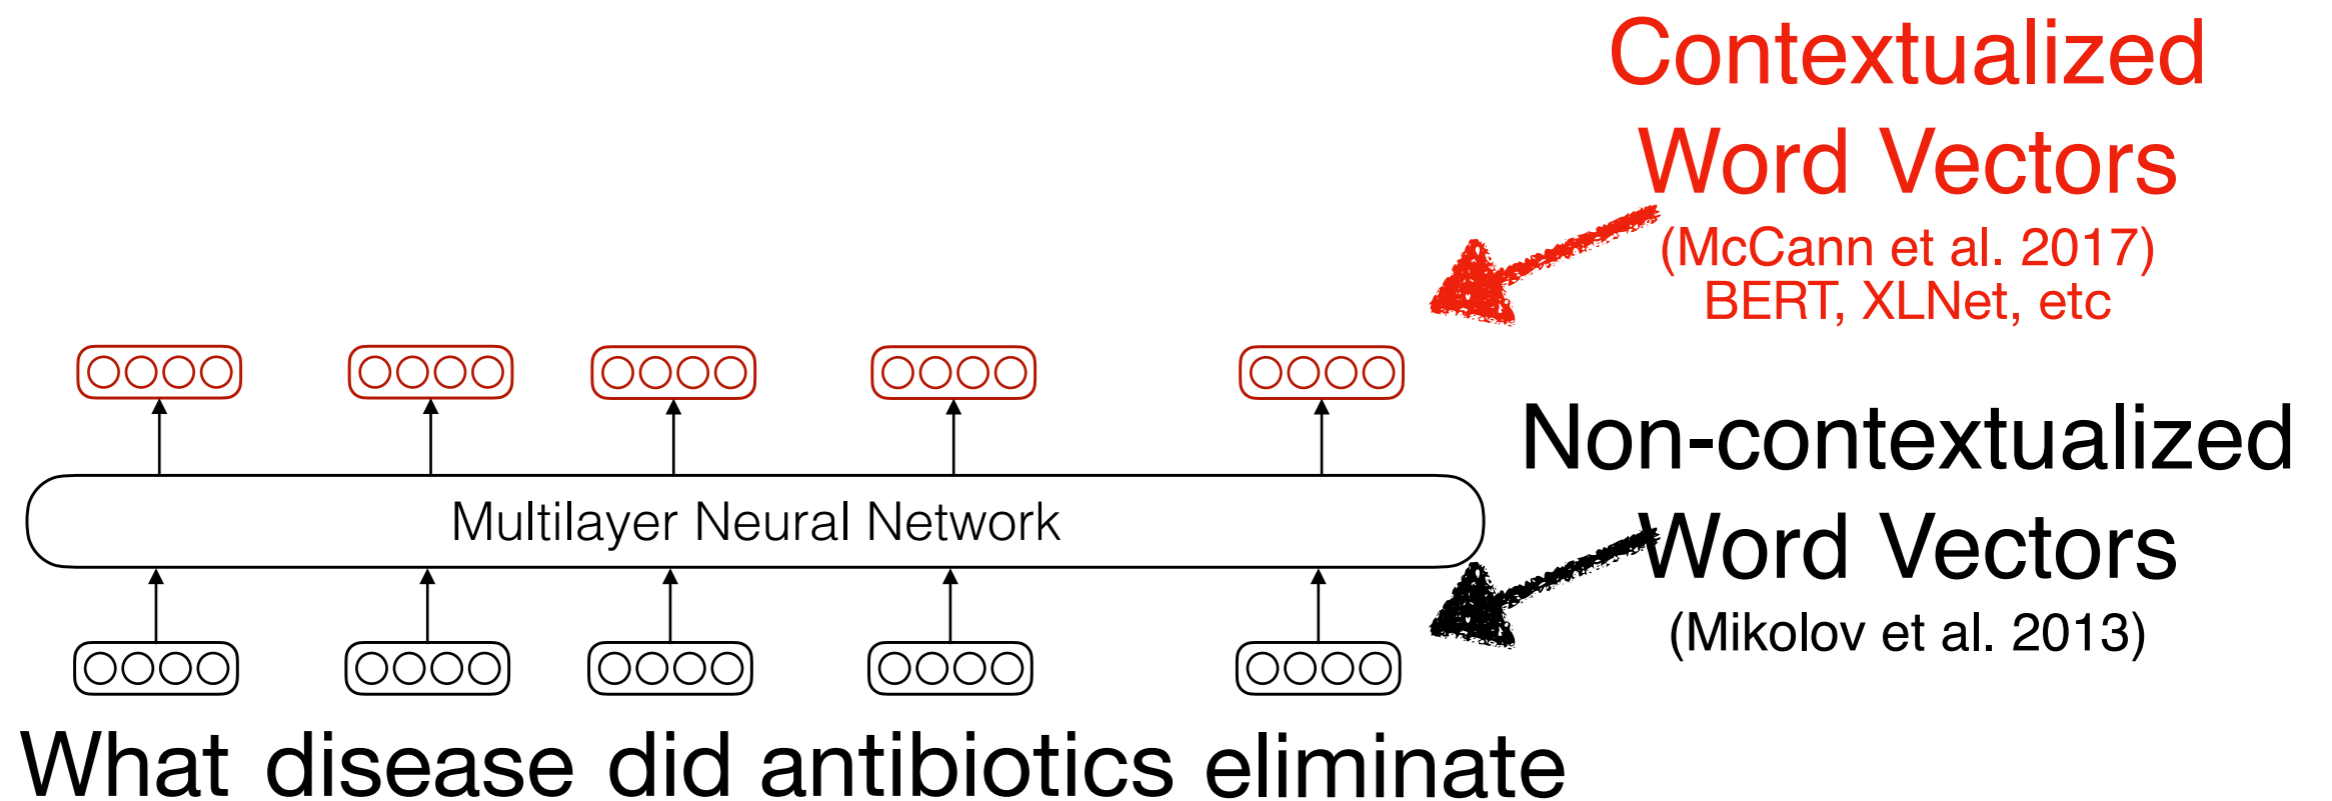 Contextualized
Word Vectors
(McCann et al. 2017)
BERT, XLNet, etc
Non-contextualized
Word Vectors
(Mikolov et al. 2013)
Multilayer Neural Network
What disease did antibiotics eliminate